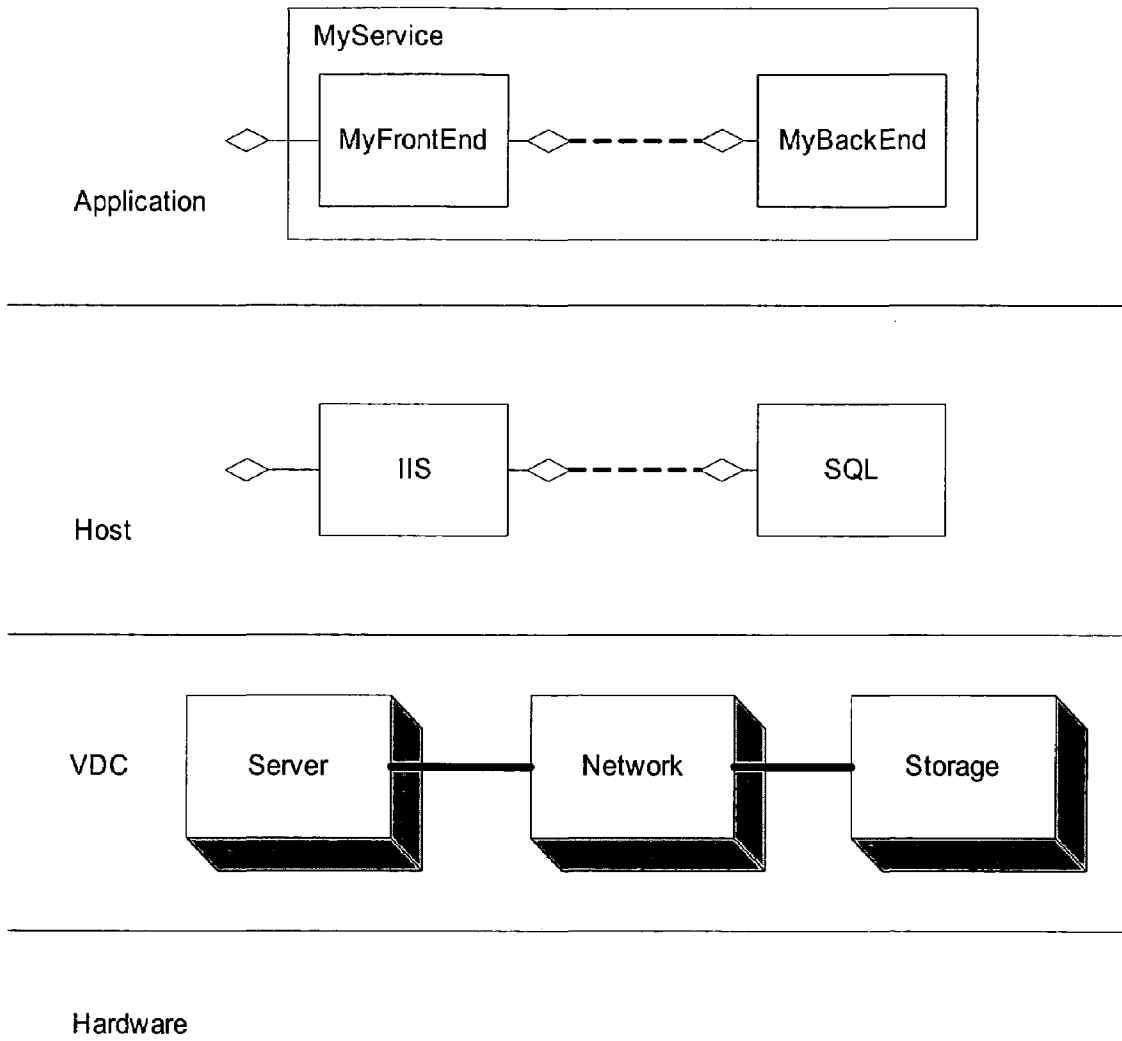 MyService
MyFrontEnd
MyBackEnd
Application
IIS
SQL
Host
VDC
Server
Network
Storage
Hardware